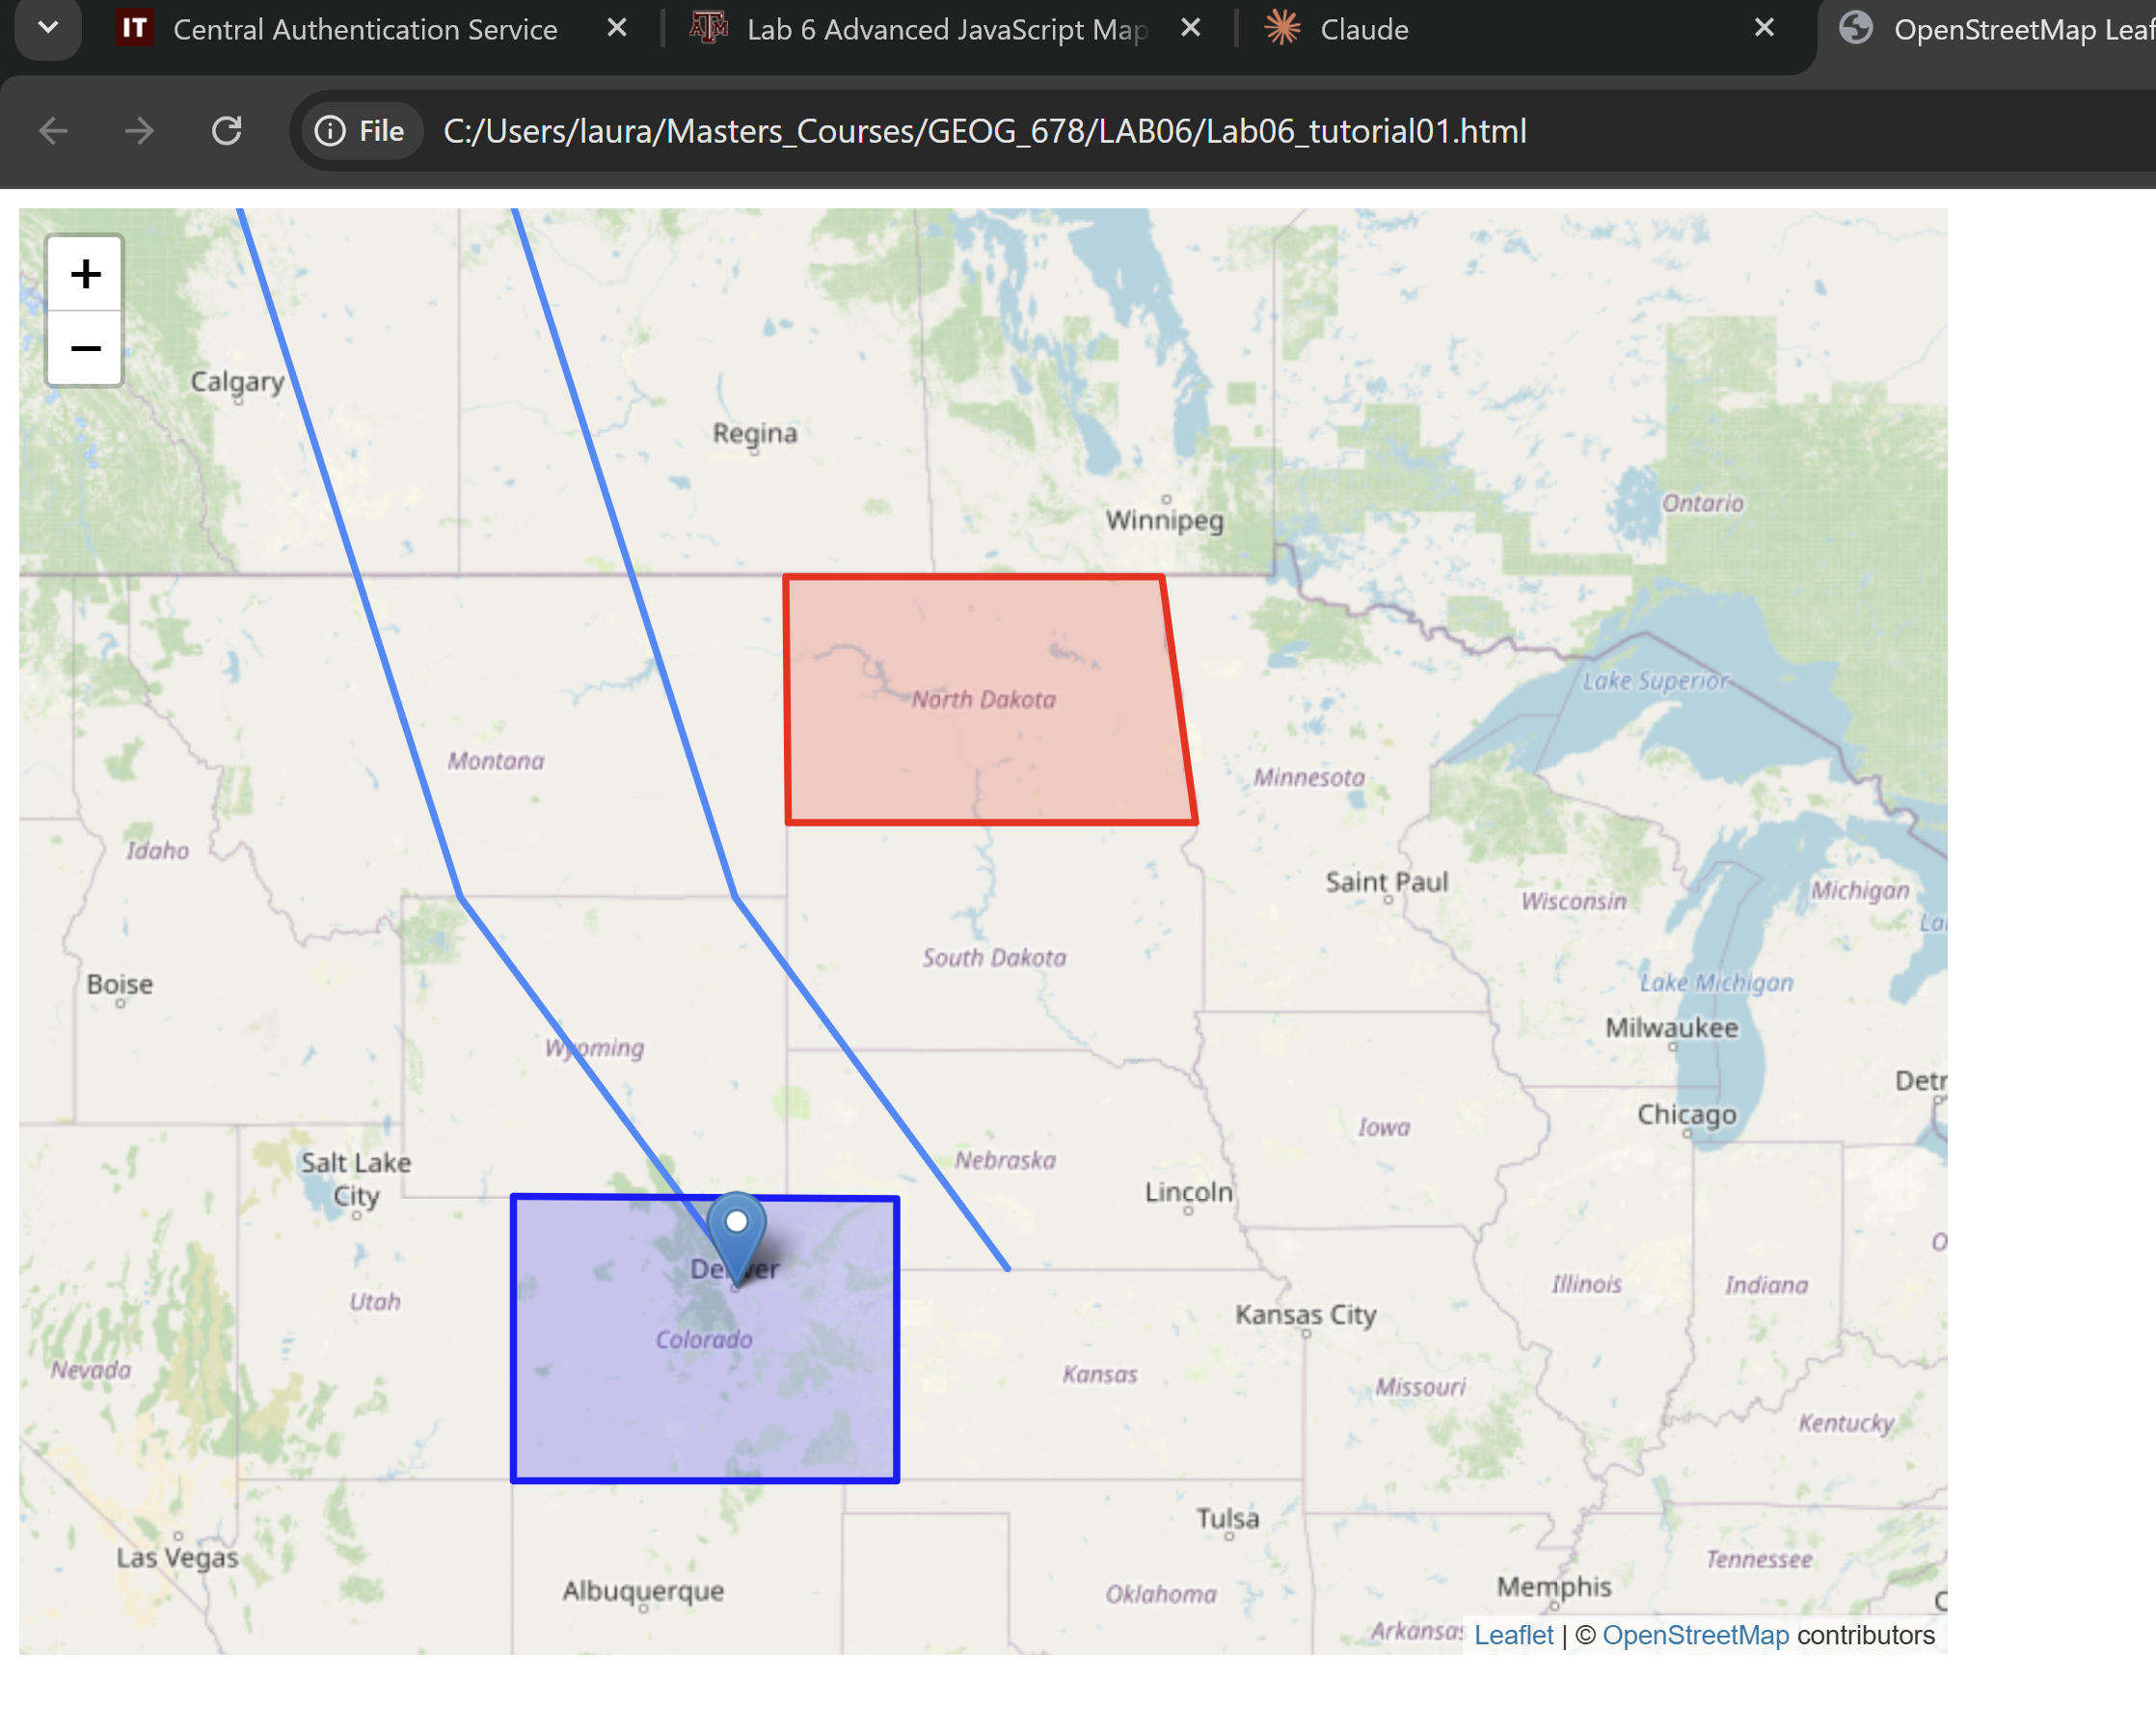 IT Central Authentication Service
Lab 6 Advanced JavaScript Map
Claude
OpenStreetMap Leaf
File C:/Users/laura/Masters_Courses/GEOG_678/LAB06/Lab06_tutorial01.html
+
−
Calgary
Regina
Winnipeg
Ontario
Lake Superior
North Dakota
Montana
Minnesota
Idaho
Saint Paul
Wisconsin
Michigan
South Dakota
Boise
Lake Michigan
Milwaukee
Wyoming
Detr
Chicago
Iowa
Salt Lake
City
Nebraska
Lincoln
Denver
Utah
Illinois
Indiana
Kansas City
Colorado
Nevada
Kansas
Missouri
Kentucky
Tulsa
Las Vegas
Tennessee
Albuquerque
Oklahoma
Memphis
Arkansas
Leaflet | © OpenStreetMap contributors